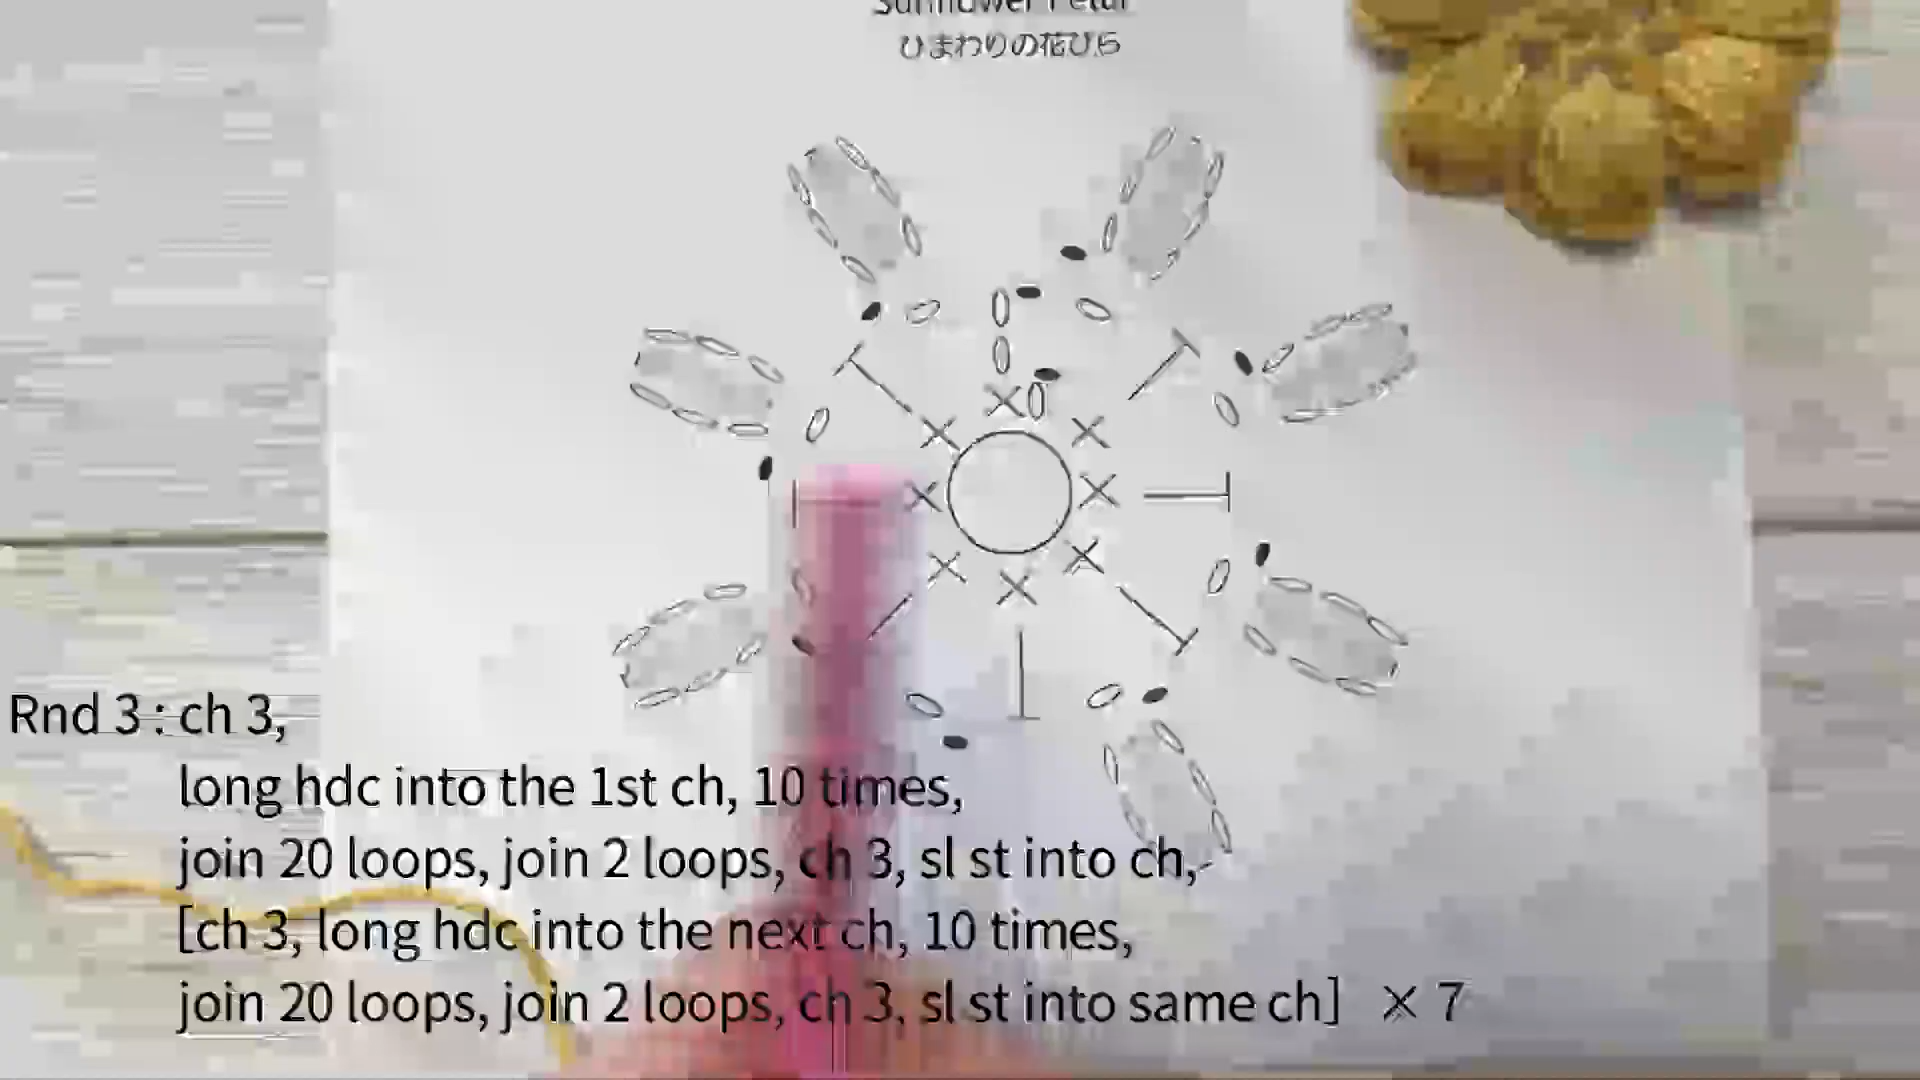 Sunflower Petal
ひまわりの花びら
Rnd 3 : ch 3,
long hdc into the 1st ch, 10 times,
join 20 loops, join 2 loops, ch 3, sl st into ch,
[ch 3, long hdc into the next ch, 10 times,
join 20 loops, join 2 loops, ch 3, sl st into same ch] × 7